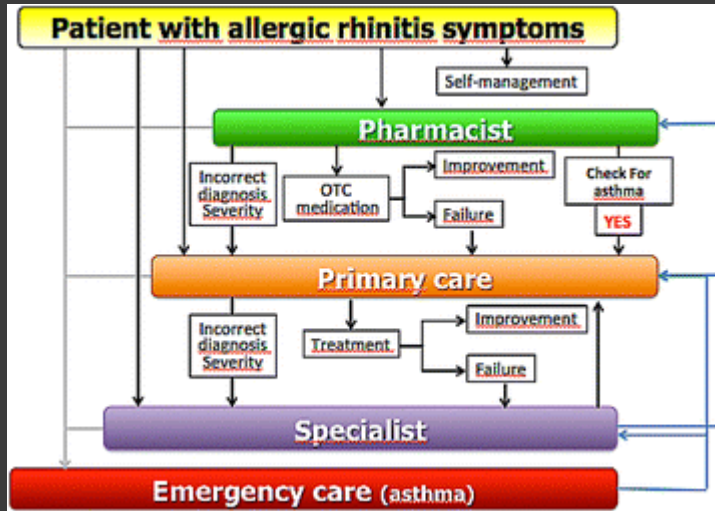 Patient with allergic rhinitis symptoms
Self-management
Pharmacist
Incorrect
diagnosis
Severity
OTC
medication
Improvement
Failure
Check For
asthma
YES
Primary care
Incorrect
diagnosis
Severity
Treatment
Improvement
Failure
Specialist
Emergency care (asthma)